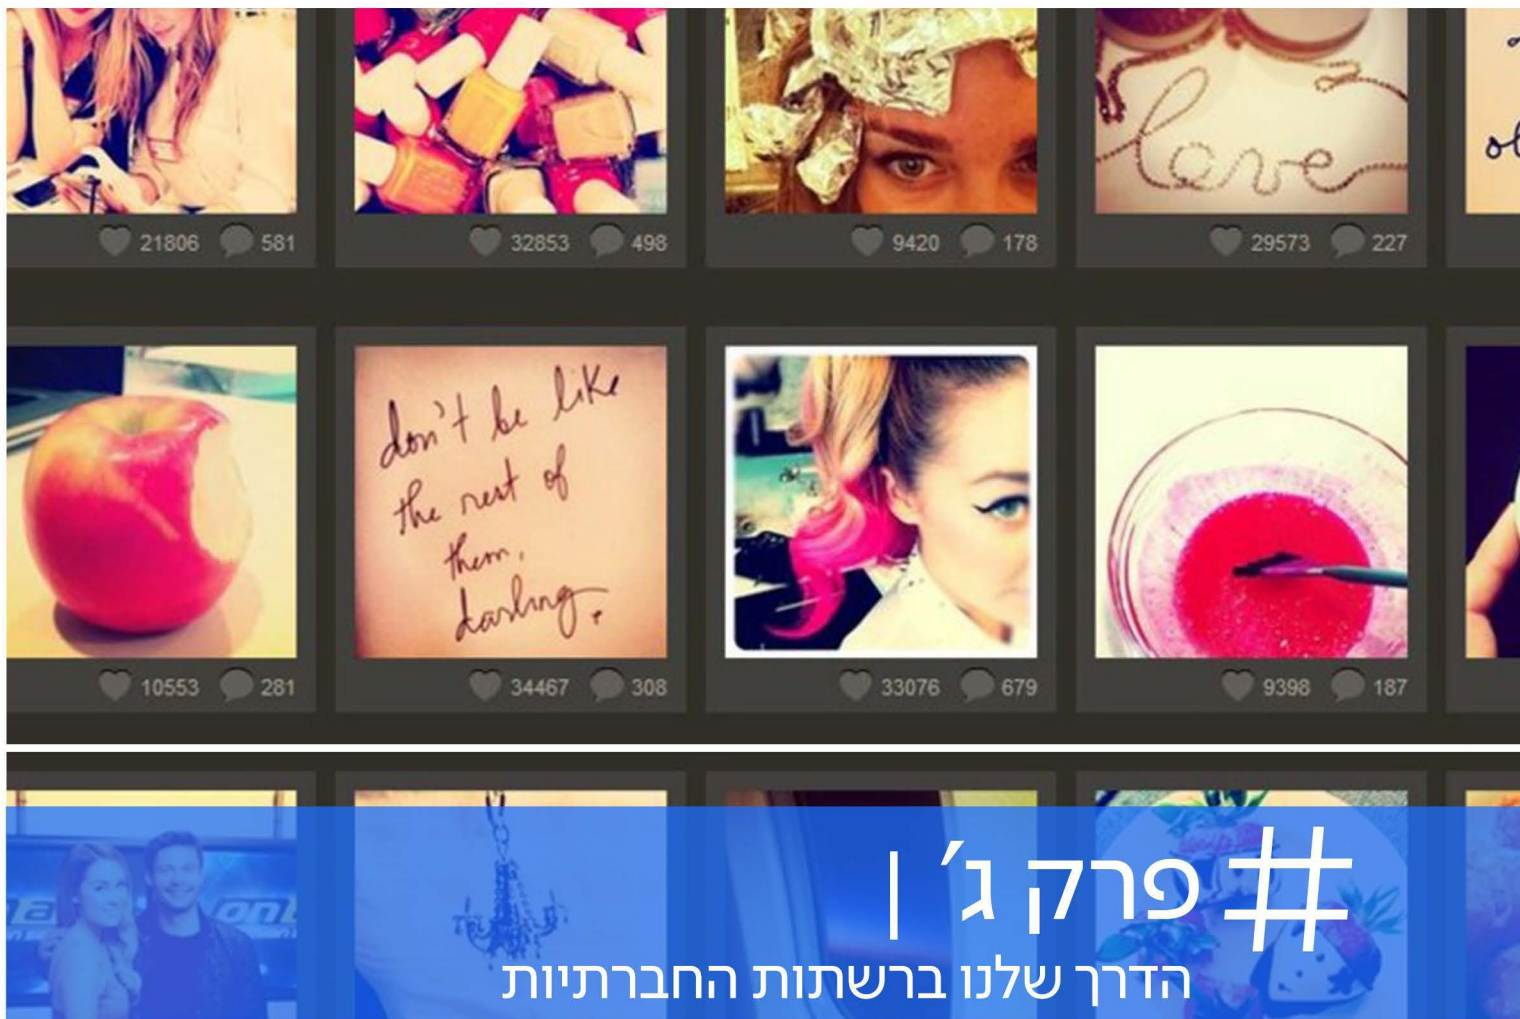 love
21806 581
32853 498
9420 178
29573 227
don't be like
the rest of
them,
darling.
10553 281
34467 308
33076 679
9398 187
on
# פרק ג' |
הדרך שלנו ברשתות החברתיות